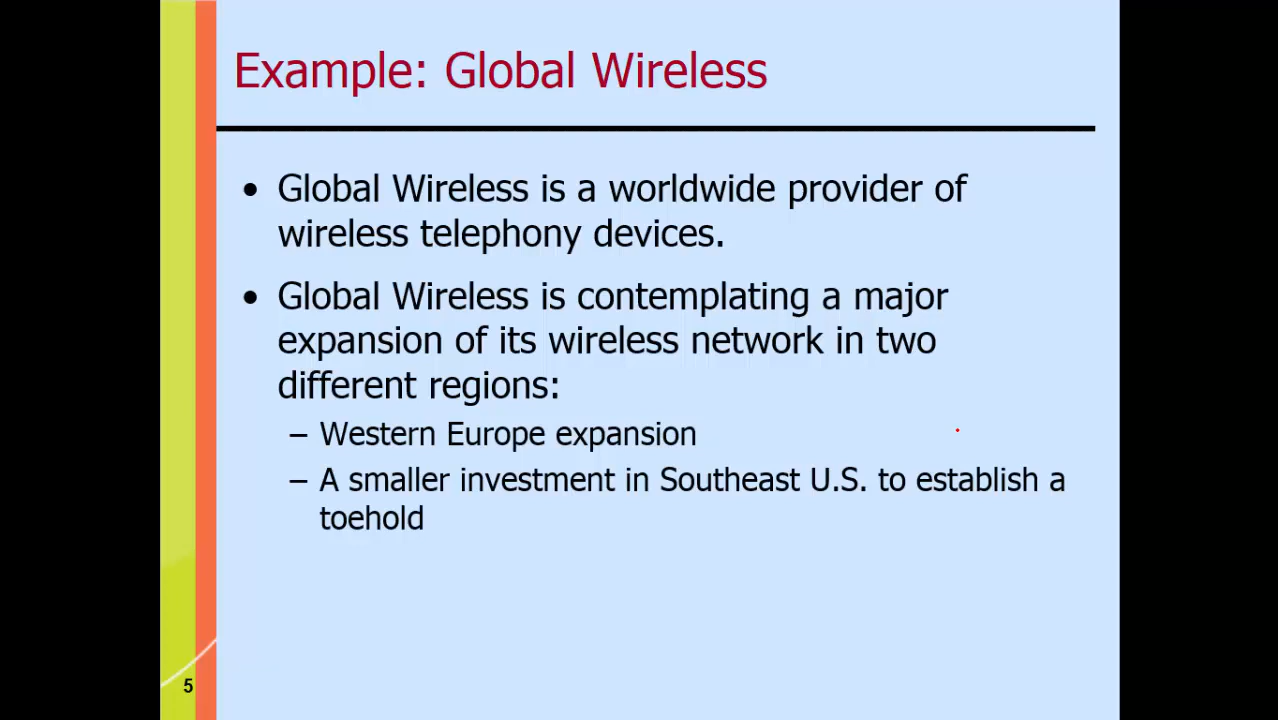 Example: Global Wireless
• Global Wireless is a worldwide provider of
wireless telephony devices.
• Global Wireless is contemplating a major
expansion of its wireless network in two
different regions:
– Western Europe expansion
– A smaller investment in Southeast U.S. to establish a
toehold
5